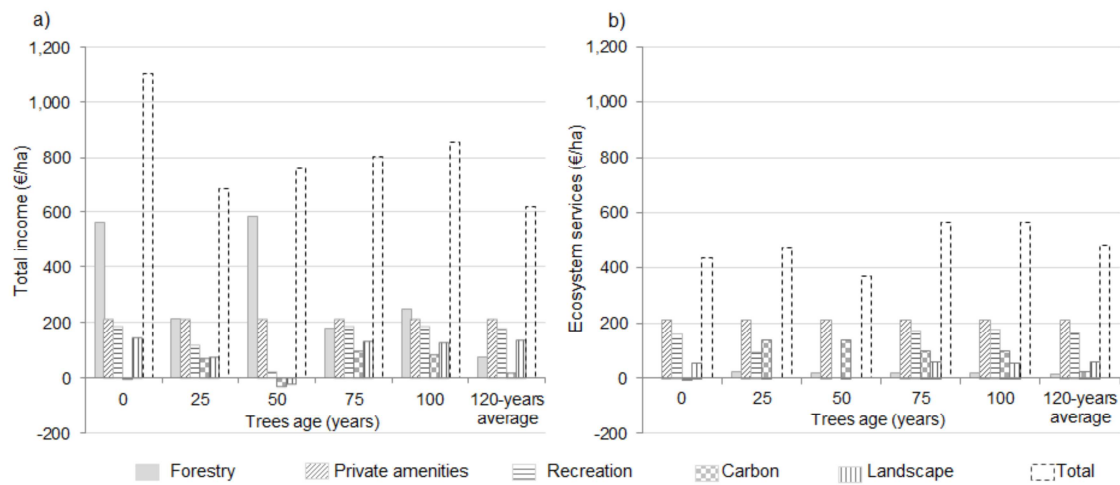 a)
Total income (€/ha)
1,200
1,000
800
600
400
200
0
-200
0 25 50 75 100 120-years
Trees age (years) average
b)
Ecosystem services (€/ha)
1,200
1,000
800
600
400
200
0
-200
0 25 50 75 100 120-years
Trees age (years) average
Forestry Private amenities Recreation Carbon Landscape Total